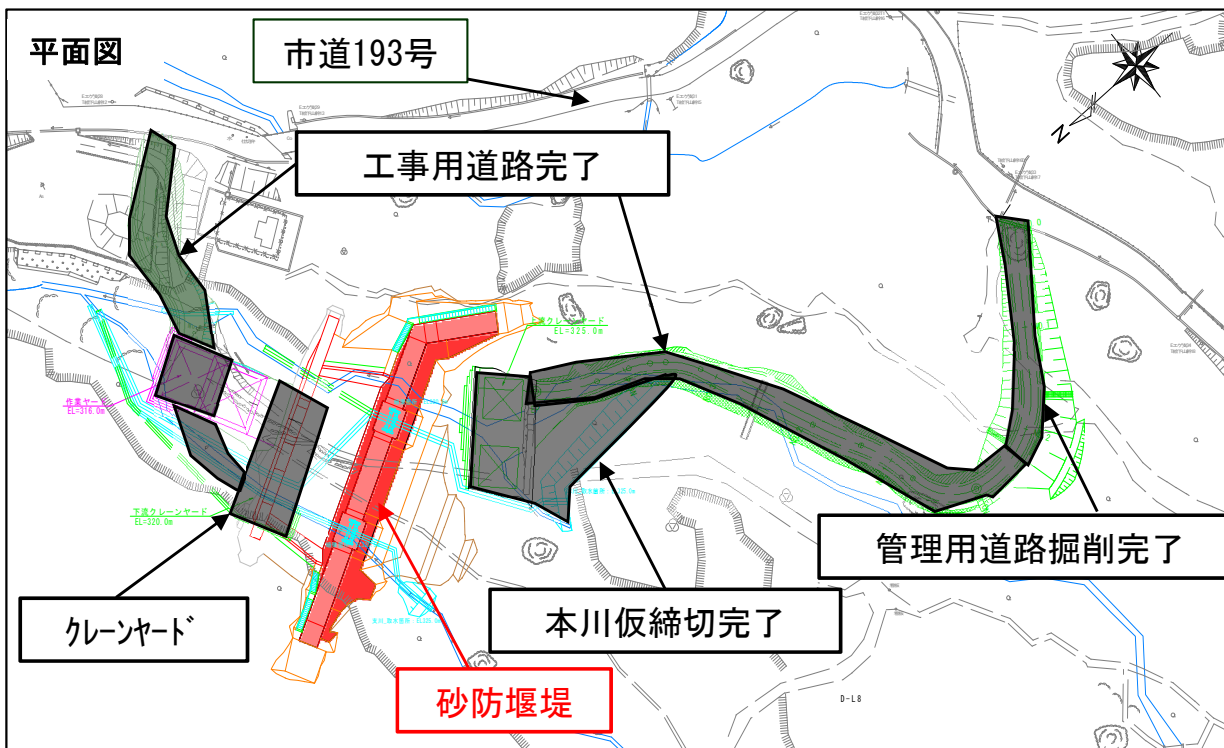 平面図
市道193号
工事用道路完了
N
EL=325.0m
作業ヤード
EL=316.0m
下流クレーンヤード
EL=320.0m
管理用道路掘削完了
クレーンヤード
本川仮締切完了
砂防堰堤
D-L8